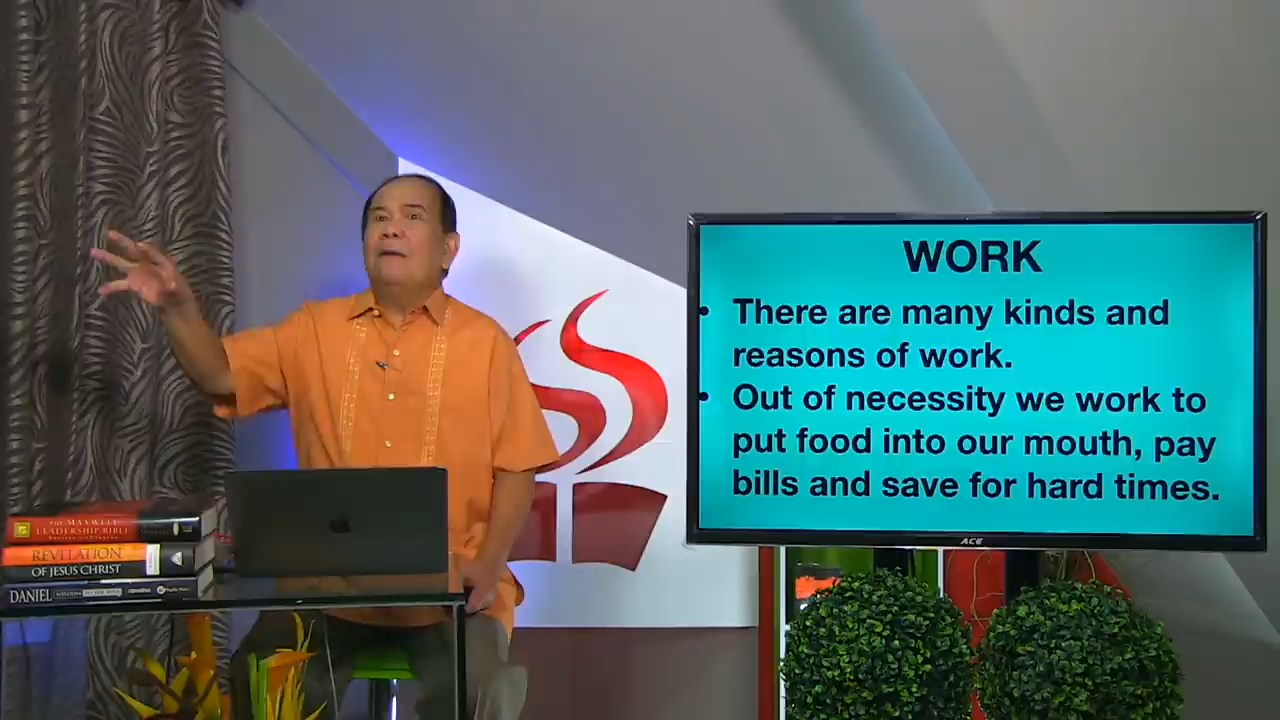 WORK
• There are many kinds and
reasons of work.
• Out of necessity we work to
put food into our mouth, pay
bills and save for hard times.
ACE
THE MAXWELL
LEADERSHIP BIBLE
REVELATION
OF JESUS CHRIST
DANIEL